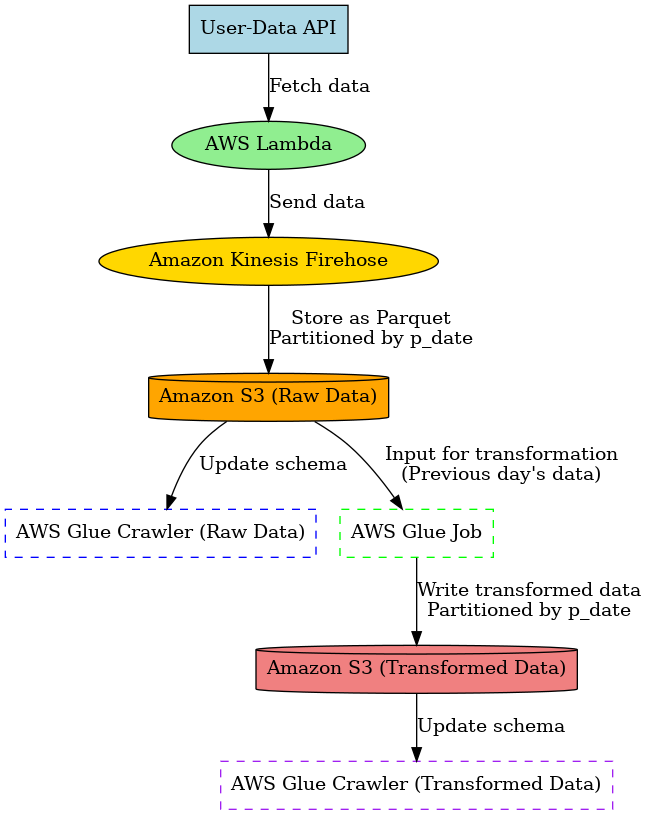 User-Data API
Fetch data
AWS Lambda
Send data
Amazon Kinesis Firehose
Store as Parquet
Partitioned by p_date
Amazon S3 (Raw Data)
Update schema
Input for transformation
(Previous day's data)
AWS Glue Crawler (Raw Data)
AWS Glue Job
Write transformed data
Partitioned by p_date
Amazon S3 (Transformed Data)
Update schema
AWS Glue Crawler (Transformed Data)